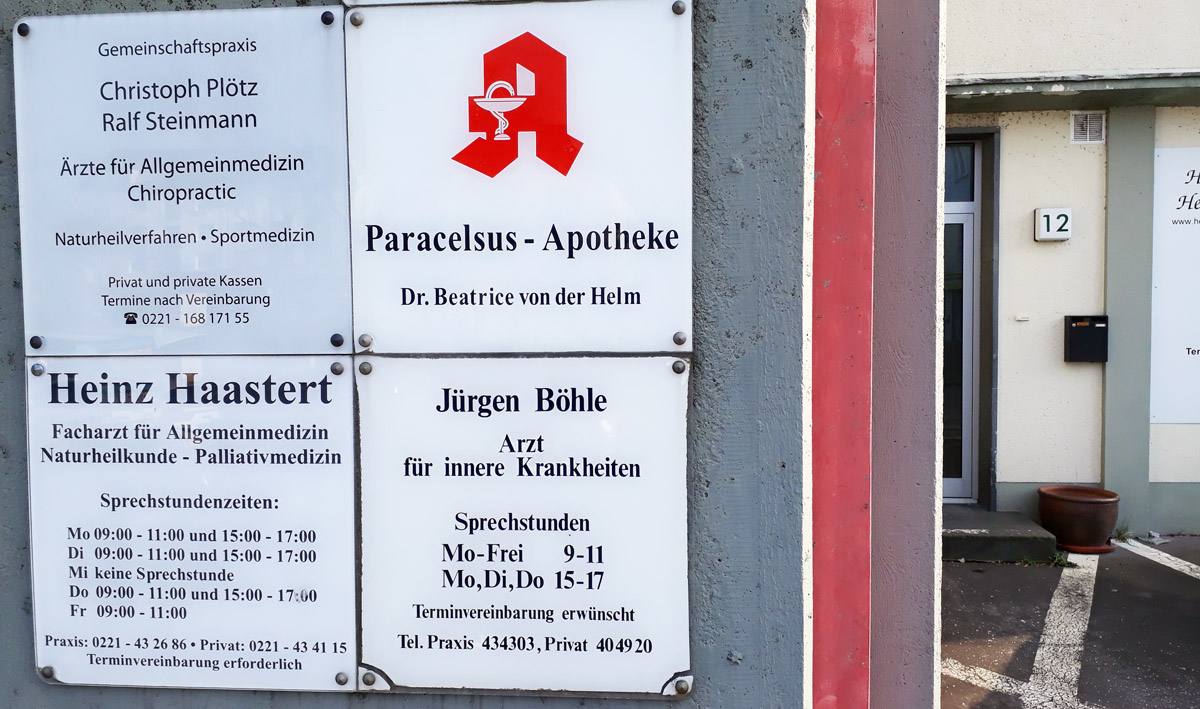 Gemeinschaftspraxis
Christoph Plötz
Ralf Steinmann
Ärzte für Allgemeinmedizin
Chiropractic
Naturheilverfahren • Sportmedizin
Privat und private Kassen
Termine nach Vereinbarung
☎ 0221 - 168 171 55
Paracelsus - Apotheke
Dr. Beatrice von der Helm
Heinz Haastert
Facharzt für Allgemeinmedizin
Naturheilkunde - Palliativmedizin
Sprechstundenzeiten:
Mo 09:00 - 11:00 und 15:00 - 17:00
Di 09:00 - 11:00 und 15:00 - 17:00
Mi keine Sprechstunde
Do 09:00 - 11:00 und 15:00 - 17:00
Fr 09:00 - 11:00
Praxis: 0221 - 43 26 86 • Privat: 0221 - 43 41 15
Terminvereinbarung erforderlich
Jürgen Böhle
Arzt
für innere Krankheiten
Sprechstunden
Mo-Frei 9-11
Mo,Di,Do 15-17
Terminvereinbarung erwünscht
Tel. Praxis 434303, Privat 404920
12